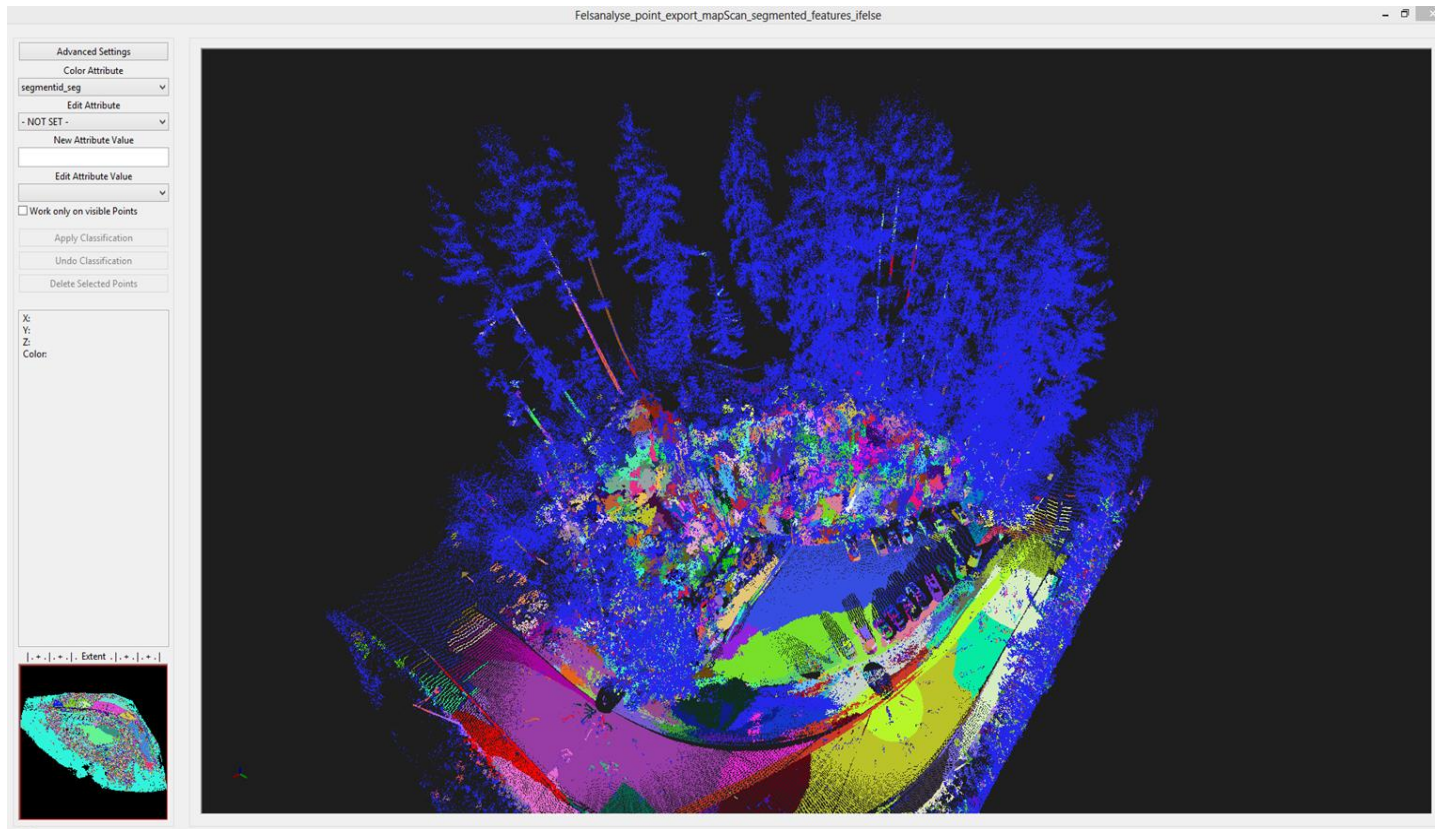 Felsanalyse_point_export_mapScan_segmented_features_ifelse
Advanced Settings
Color Attribute
segmentid_seg
Edit Attribute
- NOT SET -
New Attribute Value
Edit Attribute Value
Work only on visible Points
Apply Classification
Undo Classification
Delete Selected Points
X:
Y:
Z:
Color:
|. + .|. + .|. Extent .|. + .|. + .|